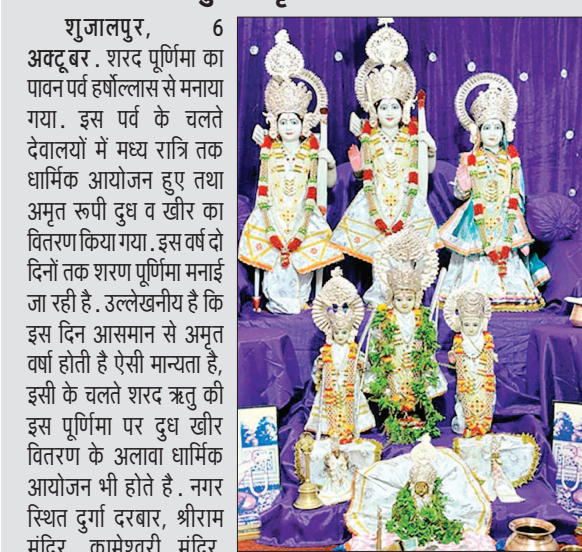 शुजालपुर, 6
अक्टूबर. शरद पूर्णिमा का
पावन पर्व हर्षोल्लास से मनाया
गया. इस पर्व के चलते
देवालयों में मध्य रात्रि तक
धार्मिक आयोजन हुए तथा
अमृत रूपी दुध व खीर का
वितरण किया गया. इस वर्ष दो
दिनों तक शरण पूर्णिमा मनाई
जा रही है. उल्लेखनीय है कि
इस दिन आसमान से अमृत
वर्षा होती है ऐसी मान्यता है,
इसी के चलते शरद ऋतु की
इस पूर्णिमा पर दुध खीर
वितरण के अलावा धार्मिक
आयोजन भी होते है. नगर
स्थित दुर्गा दरबार, श्रीराम
मंदिर, कामेश्वरी मंदिर,